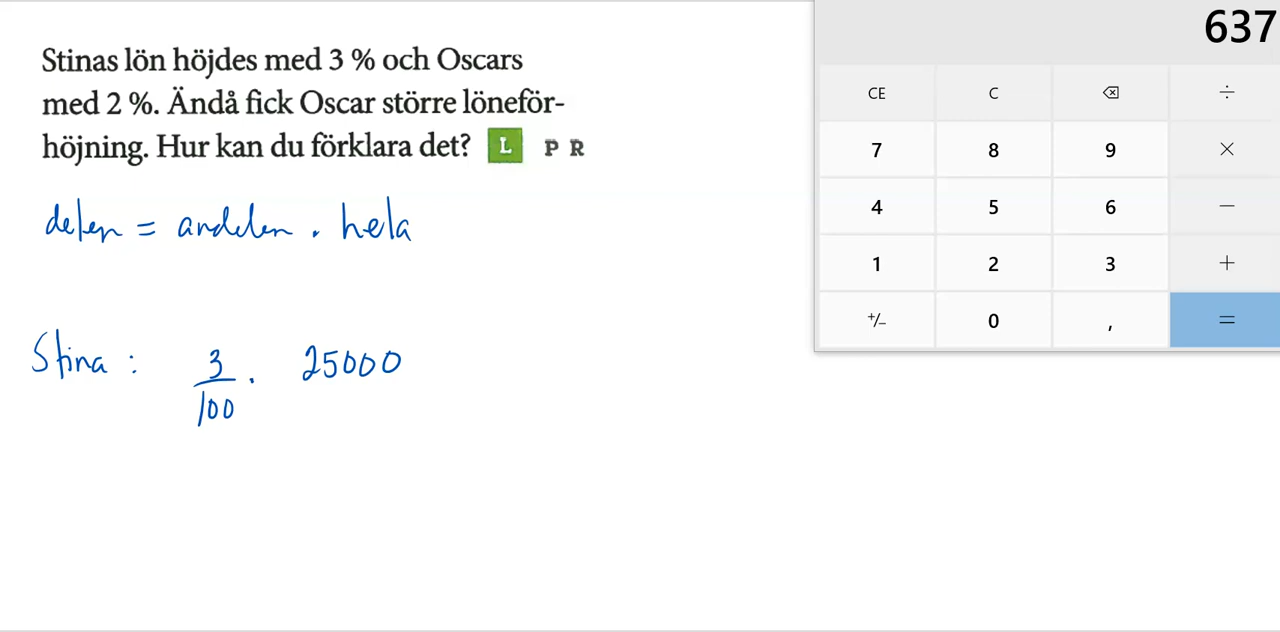 Stinas lön höjdes med 3 % och Oscars
med 2 %. Ändå fick Oscar större löneför-
höjning. Hur kan du förklara det? L P R
delen = andelen · hela
Stina: 3/100 · 25000
637
CE C ⌫ ÷
7 8 9 ×
4 5 6 −
1 2 3 +
+/− 0 , =